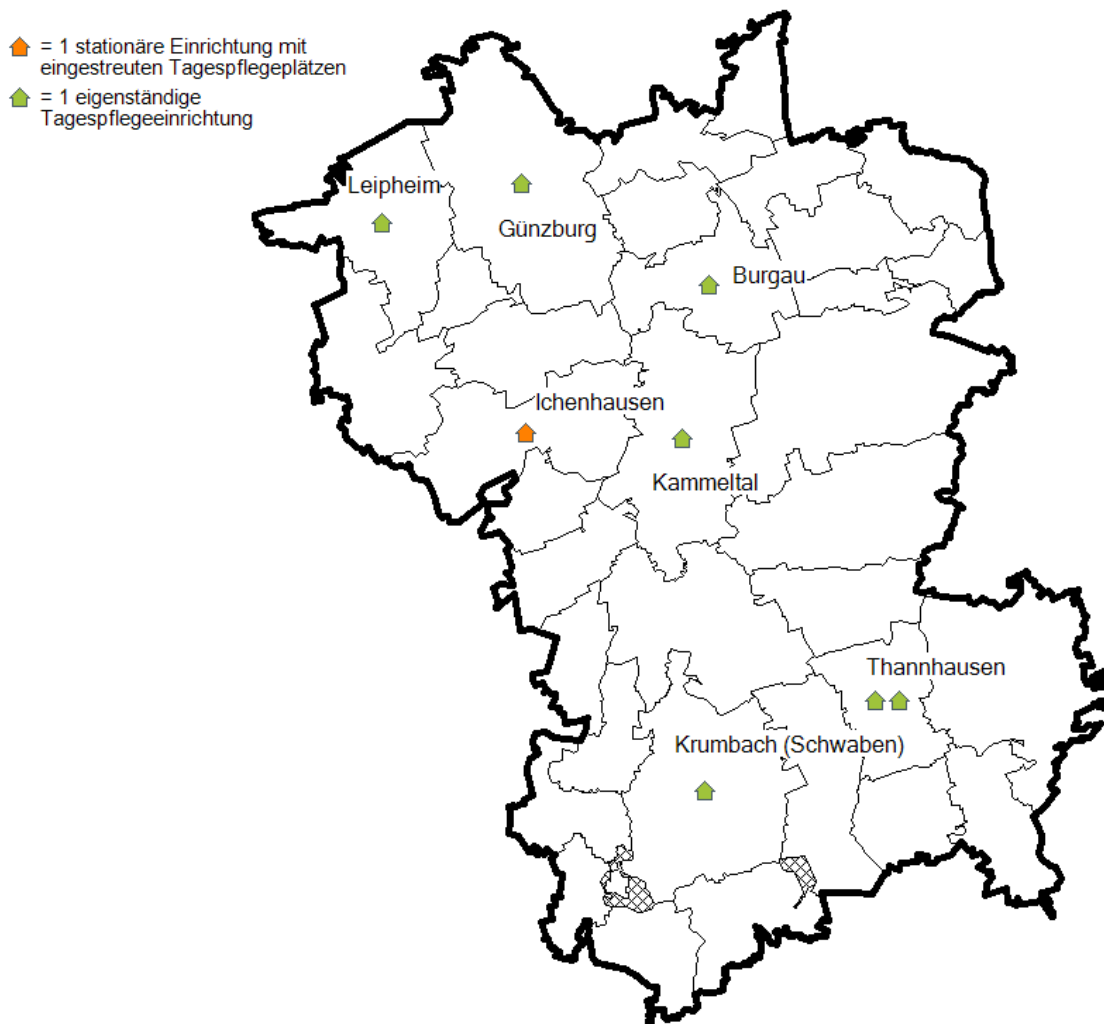 = 1 stationäre Einrichtung mit
eingestreuten Tagespflegeplätzen
= 1 eigenständige
Tagespflegeeinrichtung
Leipheim
Günzburg
Burgau
Ichenhausen
Kammeltal
Thannhausen
Krumbach (Schwaben)